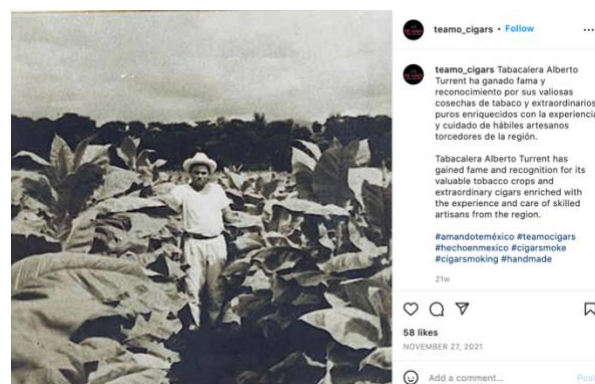 teamo_cigars • Follow
teamo_cigars Tabacalera Alberto
Turrent ha ganado fama y
reconocimiento por sus valiosas
cosechas de tabaco y extraordinarios
puros enriquecidos con la experiencia
y cuidado de hábiles artesanos
torcedores de la región.
Tabacalera Alberto Turrent has
gained fame and recognition for its
valuable tobacco crops and
extraordinary cigars enriched with
the experience and care of skilled
artisans from the region.
#amandoteméxico #teamocigars
#hechoenmexico #cigarsmoke
#cigarsmoking #handmade
21w
58 likes
NOVEMBER 27, 2021
Add a comment...
Post